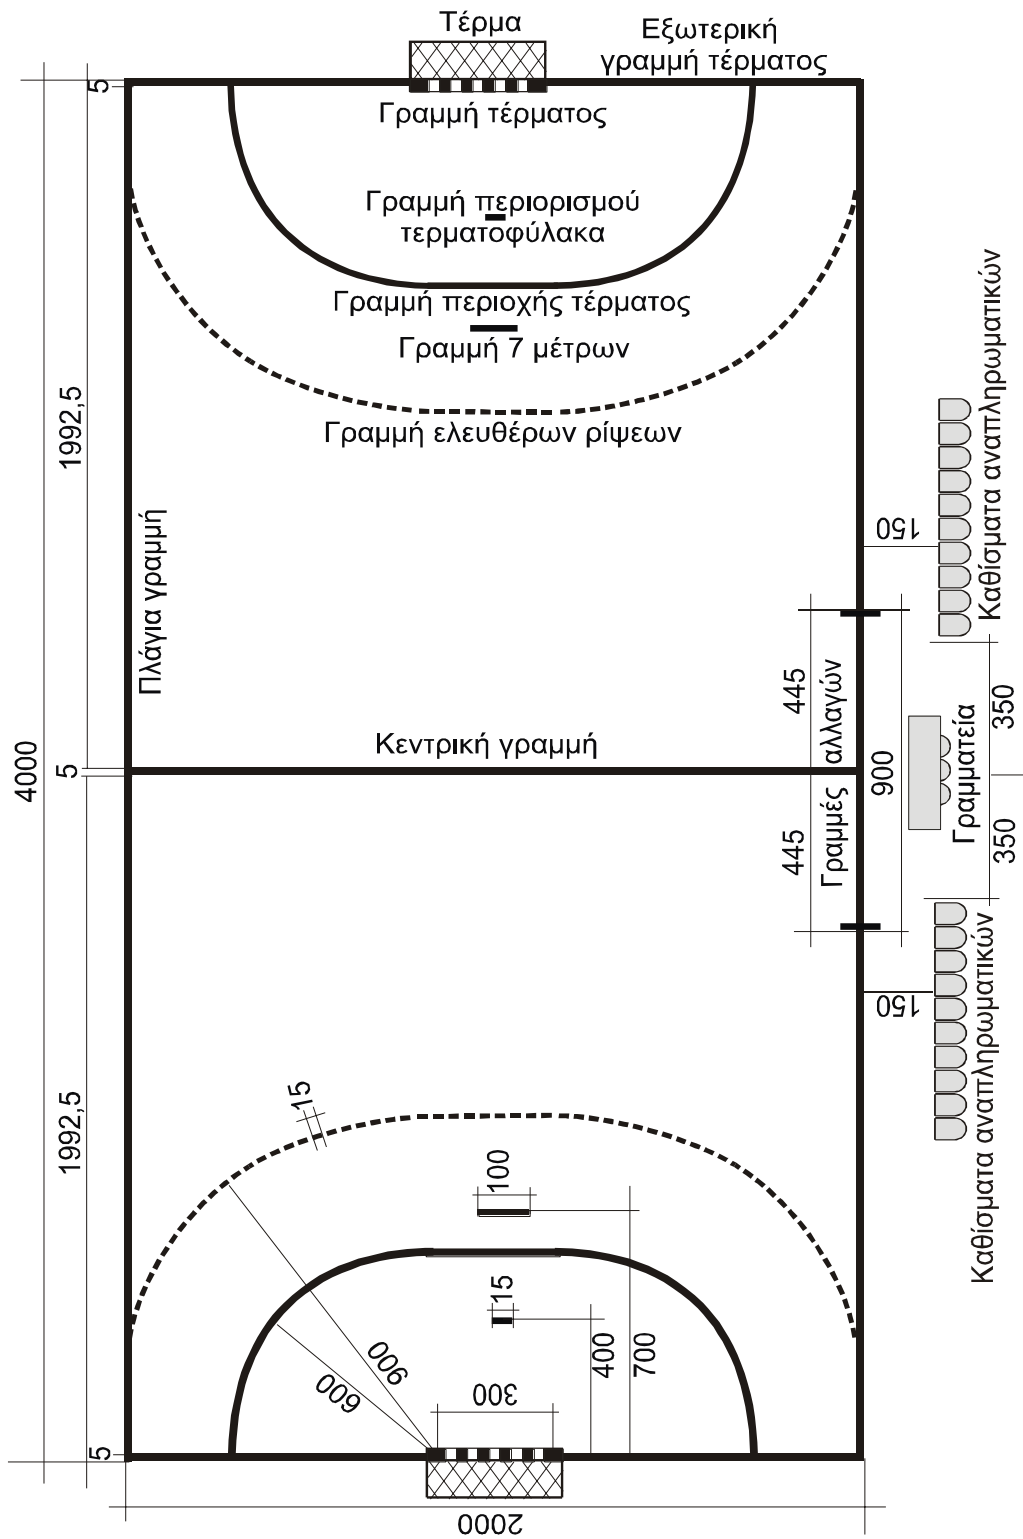 Τέρμα
Εξωτερική
γραμμή τέρματος
5
Γραμμή τέρματος
Γραμμή περιορισμού
τερματοφύλακα
Γραμμή περιοχής τέρματος
Γραμμή 7 μέτρων
Γραμμή ελευθέρων ρίψεων
1992,5
Πλάγια γραμμή
150
Καθίσματα αναπληρωματικών
4000
5
Κεντρική γραμμή
445
445
Γραμμές αλλαγών
900
Γραμματεία
350
350
150
Καθίσματα αναπληρωματικών
1992,5
15
100
15
400
700
900
600
300
5
2000